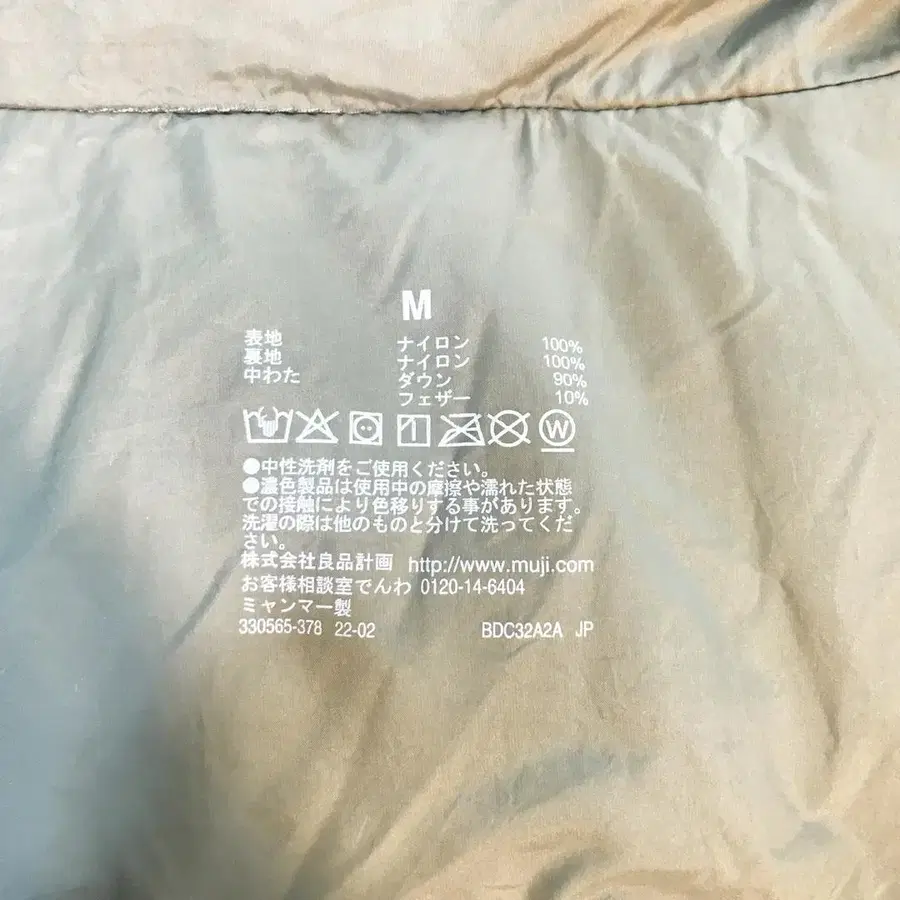 M
表地 ナイロン 100%
裏地 ナイロン 100%
中わた ダウン 90%
フェザー 10%
W
●中性洗剤をご使用ください。
●濃色製品は使用中の摩擦や濡れた状態
での接触により色移りする事があります。
洗濯の際は他のものと分けて洗ってくだ
さい。
株式会社良品計画 http://www.muji.com
お客様相談室でんわ 0120-14-6404
ミャンマー製
330565-378 22-02 BDC32A2A JP